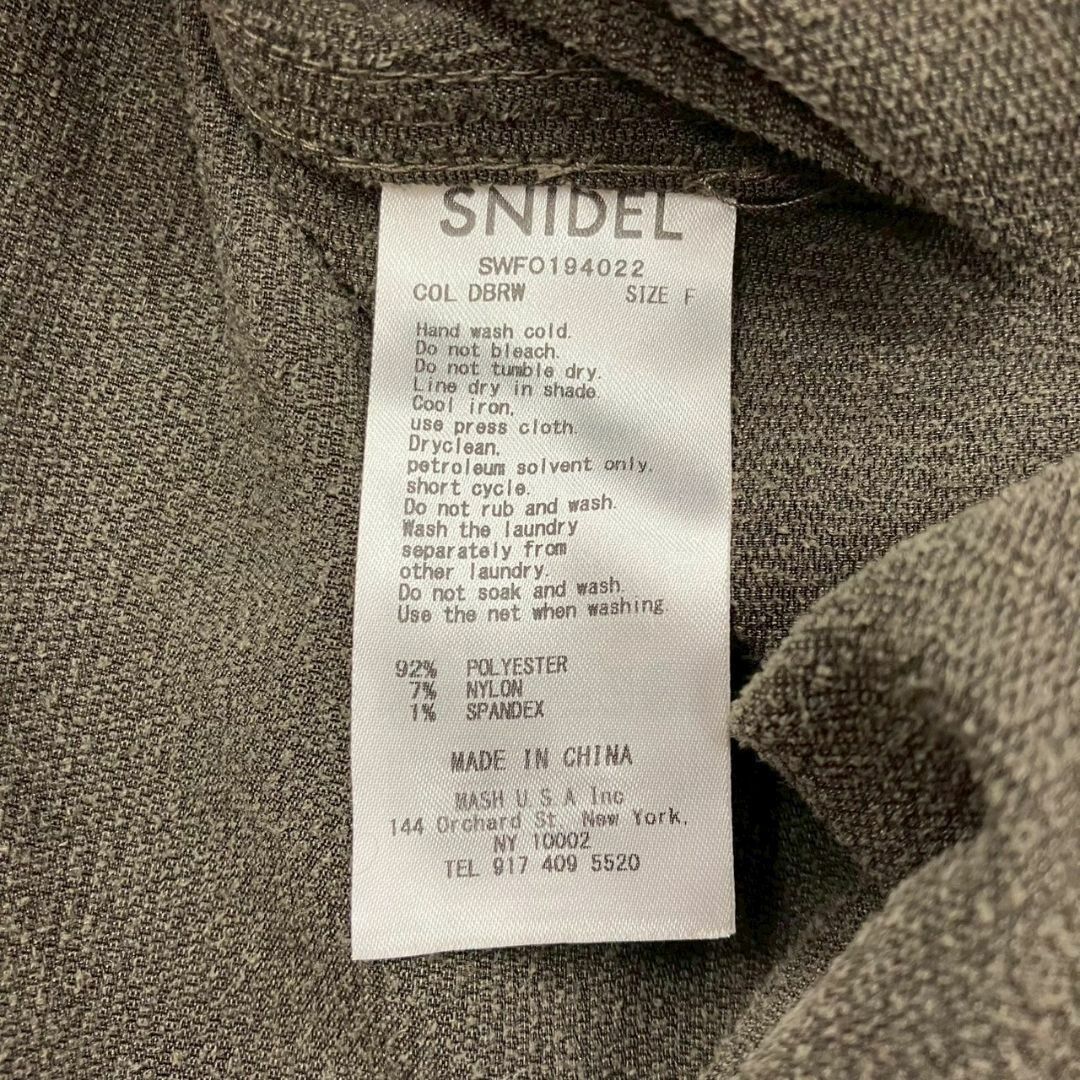 SNIDEL
SWFO194022
COL DBRW SIZE F
Hand wash cold.
Do not bleach.
Do not tumble dry.
Line dry in shade.
Cool iron,
use press cloth.
Dryclean,
petroleum solvent only,
short cycle.
Do not rub and wash.
Wash the laundry
separately from
other laundry.
Do not soak and wash.
Use the net when washing.
92% POLYESTER
7% NYLON
1% SPANDEX
MADE IN CHINA
MASH U S A Inc
144 Orchard St. New York,
NY 10002
TEL 917 409 5520